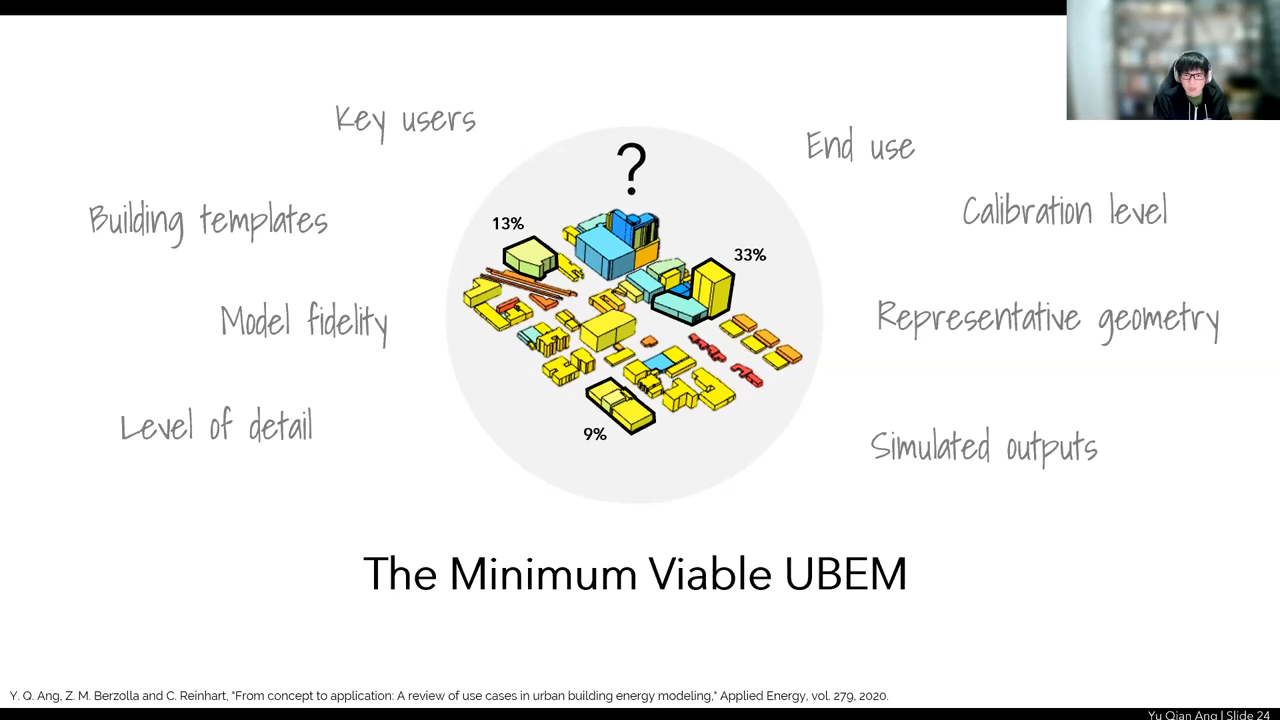 Key users
End use
?
Building templates
Calibration level
13%
33%
Model fidelity
Representative geometry
Level of detail
9%
Simulated outputs
The Minimum Viable UBEM
Y. Q. Ang, Z. M. Berzolla and C. Reinhart, "From concept to application: A review of use cases in urban building energy modeling," Applied Energy, vol. 279, 2020.
Yu Qian Ang | Slide 24